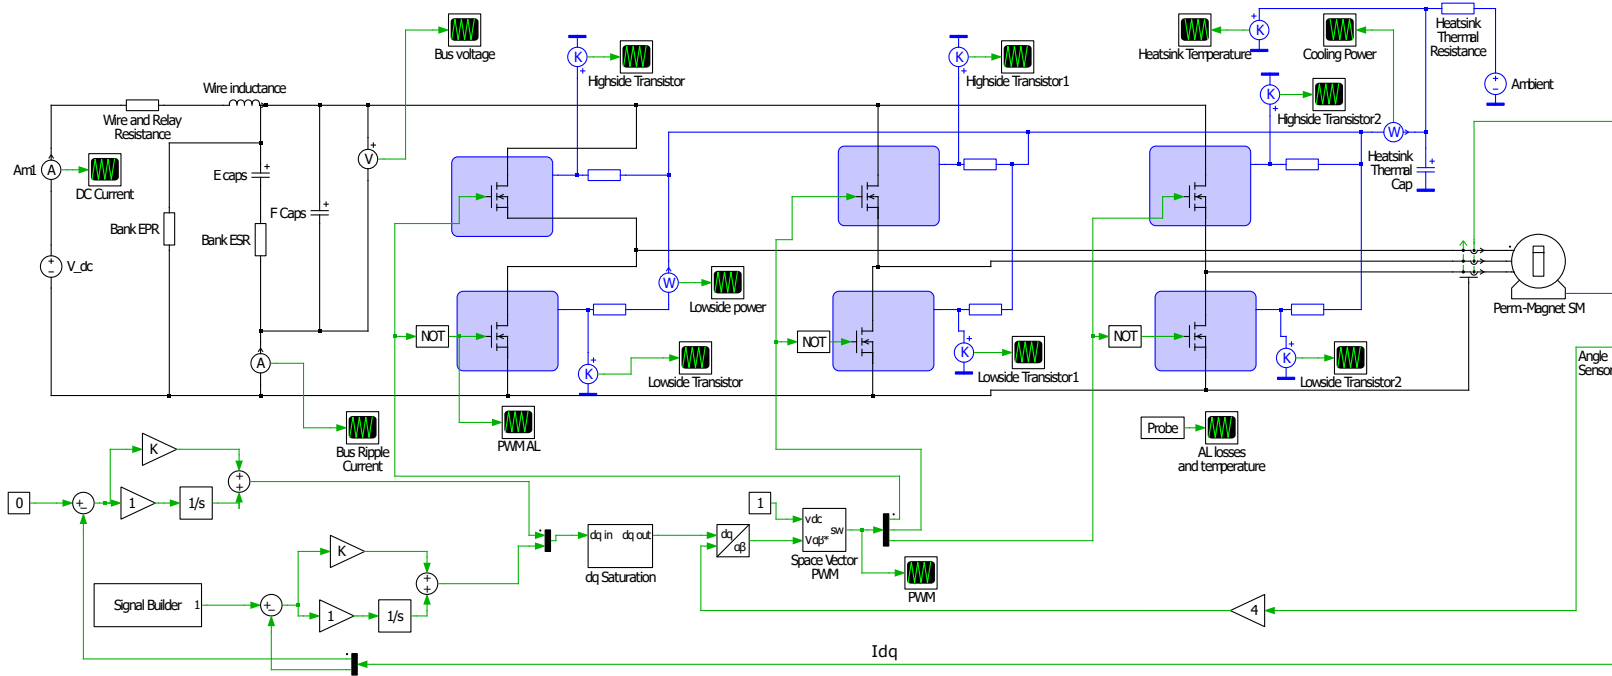 Bus voltage
Highside Transistor
Highside Transistor1
Heatsink Temperature
Cooling Power
Heatsink
Thermal
Resistance
Ambient
Highside Transistor2
Wire inductance
Wire and Relay
Resistance
Am1
A
DC Current
E caps
F Caps
V
Bank EPR
Bank ESR
V_dc
A
K
K
K
K
W
Heatsink
Thermal
Cap
W
Lowside power
NOT
NOT
NOT
K
K
K
Lowside Transistor
Lowside Transistor1
Lowside Transistor2
Perm.-Magnet SM
Angle
Sensor
Bus Ripple
Current
PWM AL
Probe
AL losses
and temperature
K
0
1
1/s
1
v dc
Vαβ*
sw
Space Vector
PWM
dq in
dq out
dq Saturation
dq
αβ
PWM
K
Signal Builder
1
1
1/s
4
Idq